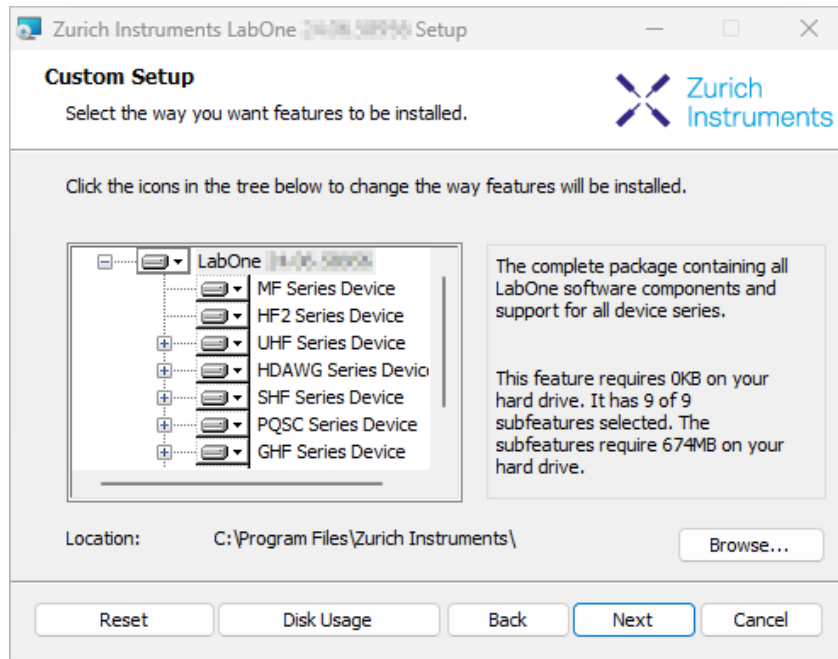 Zurich Instruments LabOne Setup
Custom Setup
Select the way you want features to be installed.
Zurich
Instruments
Click the icons in the tree below to change the way features will be installed.
LabOne
MF Series Device
HF2 Series Device
UHF Series Device
HDAWG Series Devic
SHF Series Device
PQSC Series Device
GHF Series Device
The complete package containing all
LabOne software components and
support for all device series.
This feature requires 0KB on your
hard drive. It has 9 of 9
subfeatures selected. The
subfeatures require 674MB on your
hard drive.
Location:
C:\Program Files\Zurich Instruments\
Browse...
Reset
Disk Usage
Back
Next
Cancel